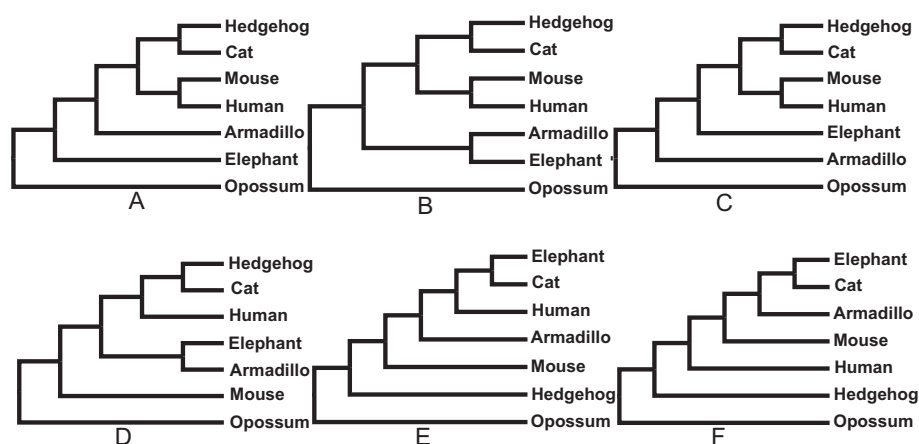 Hedgehog
Cat
Mouse
Human
Armadillo
Elephant
Opossum
A
Hedgehog
Cat
Mouse
Human
Armadillo
Elephant
Opossum
B
Hedgehog
Cat
Mouse
Human
Elephant
Armadillo
Opossum
C
Hedgehog
Cat
Human
Elephant
Armadillo
Mouse
Opossum
D
Elephant
Cat
Human
Armadillo
Mouse
Hedgehog
Opossum
E
Elephant
Cat
Armadillo
Mouse
Human
Hedgehog
Opossum
F